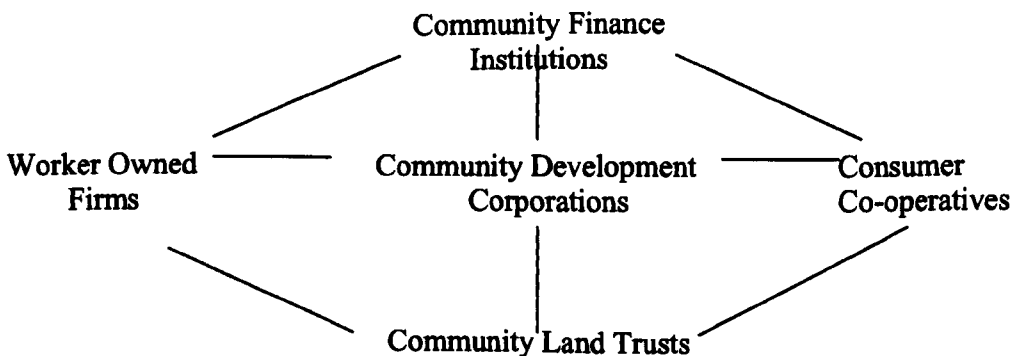 Community Finance
Institutions
Worker Owned
Firms
Community Development
Corporations
Consumer
Co-operatives
Community Land Trusts